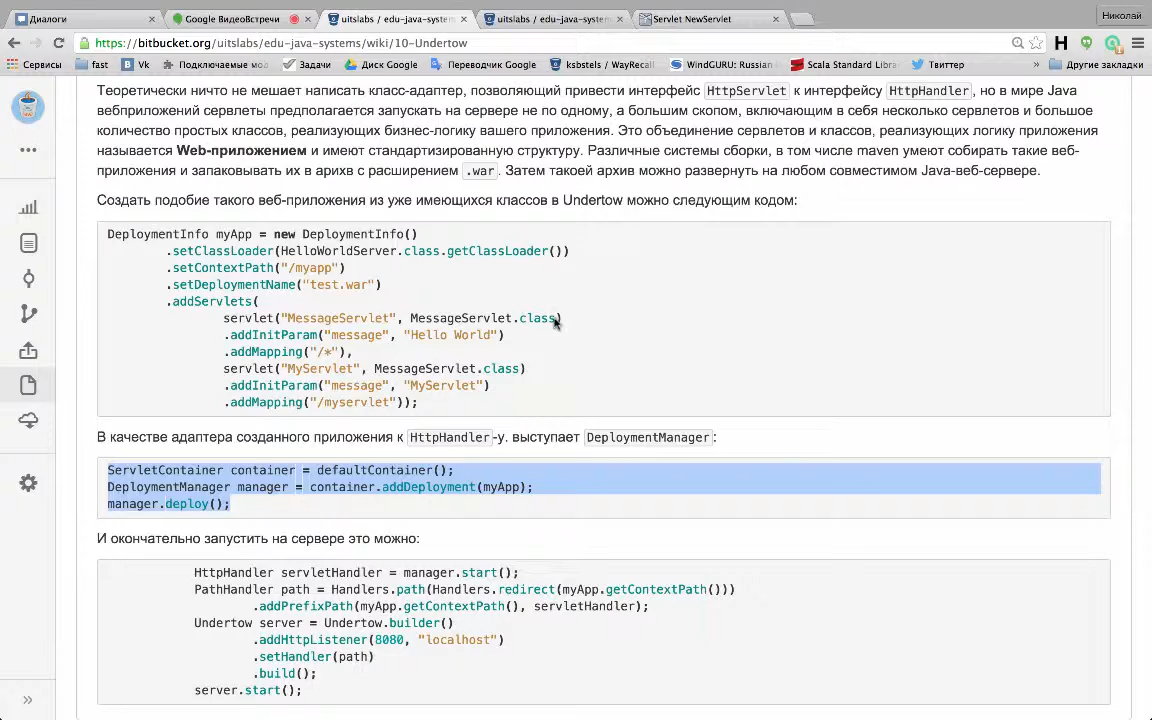 Диалоги
Google ВидеоВстречи
uitslabs / edu-java-system
uitslabs / edu-java-system
Servlet NewServlet
Николай
https://bitbucket.org/uitslabs/edu-java-systems/wiki/10-Undertow
Сервисы
fast
Vk
Подключаемые мод
Задачи
Диск Google
Переводчик Google
ksbstels / WayRecall
WindGURU: Russian
Scala Standard Libra
Твиттер
»
Другие закладки
Теоретически ничто не мешает написать класс-адаптер, позволяющий привести интерфейс HttpServlet к интерфейсу HttpHandler, но в мире Java
вебприложений сервлеты предполагается запускать на сервере не по одному, а большим скопом, включающим в себя несколько сервлетов и большое
количество простых классов, реализующих бизнес-логику вашего приложения. Это объединение сервлетов и классов, реализующих логику приложения
называется Web-приложением и имеют стандартизированную структуру. Различные системы сборки, в том числе maven умеют собирать такие веб-
приложения и запаковывать их в арихв с расширением .war. Затем такоей архив можно развернуть на любом совместимом Java-веб-сервере.
Создать подобие такого веб-приложения из уже имеющихся классов в Undertow можно следующим кодом:
DeploymentInfo myApp = new DeploymentInfo()
.setClassLoader(HelloWorldServer.class.getClassLoader())
.setContextPath("/myapp")
.setDeploymentName("test.war")
.addServlets(
servlet("MessageServlet", MessageServlet.class)
.addInitParam("message", "Hello World")
.addMapping("/*"),
servlet("MyServlet", MessageServlet.class)
.addInitParam("message", "MyServlet")
.addMapping("/myservlet"));
В качестве адаптера созданного приложения к HttpHandler-у. выступает DeploymentManager:
ServletContainer container = defaultContainer();
DeploymentManager manager = container.addDeployment(myApp);
manager.deploy();
И окончательно запустить на сервере это можно:
HttpHandler servletHandler = manager.start();
PathHandler path = Handlers.path(Handlers.redirect(myApp.getContextPath()))
.addPrefixPath(myApp.getContextPath(), servletHandler);
Undertow server = Undertow.builder()
.addHttpListener(8080, "localhost")
.setHandler(path)
.build();
server.start();
»